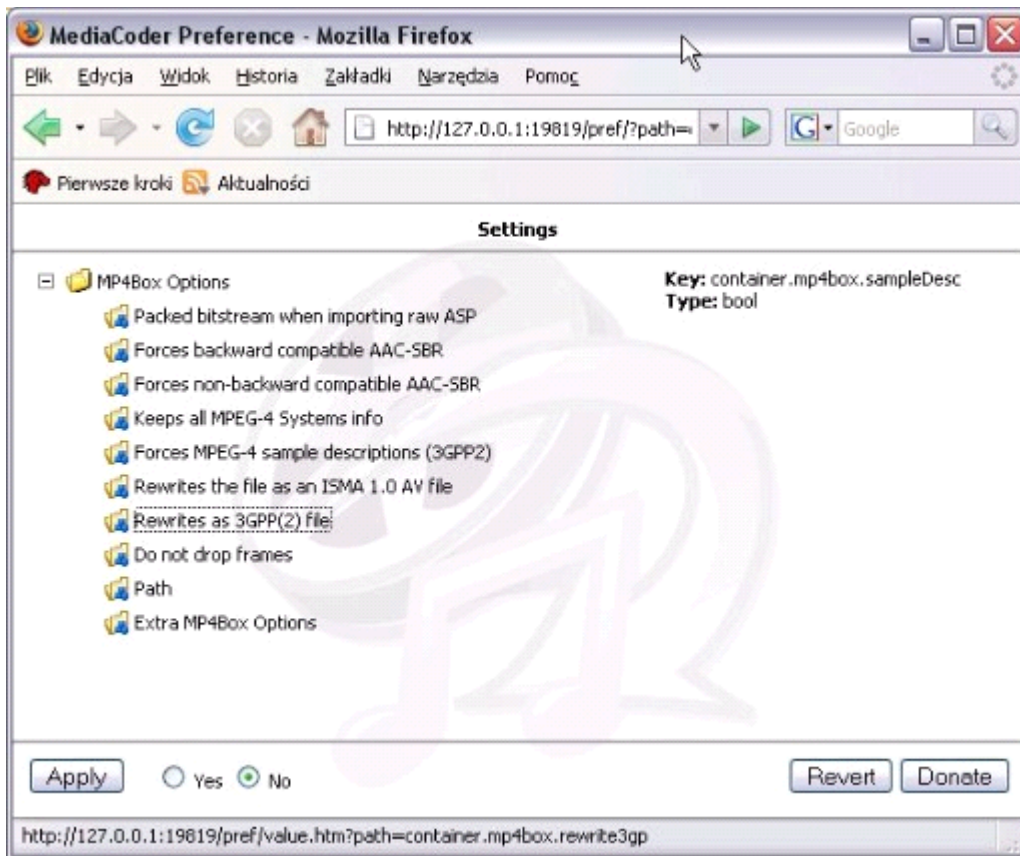 MediaCoder Preference - Mozilla Firefox
Plik Edycja Widok Historia Zakładki Narzędzia Pomoc
http://127.0.0.1:19819/pref/?path= Google
Pierwsze kroki Aktualności
Settings
MP4Box Options
Packed bitstream when importing raw ASP
Forces backward compatible AAC-SBR
Forces non-backward compatible AAC-SBR
Keeps all MPEG-4 Systems info
Forces MPEG-4 sample descriptions (3GPP2)
Rewrites the file as an ISMA 1.0 AV file
Rewrites as 3GPP(2) file
Do not drop frames
Path
Extra MP4Box Options
Key: container.mp4box.sampleDesc
Type: bool
Apply Yes No Revert Donate
http://127.0.0.1:19819/pref/value.htm?path=container.mp4box.rewrite3gp